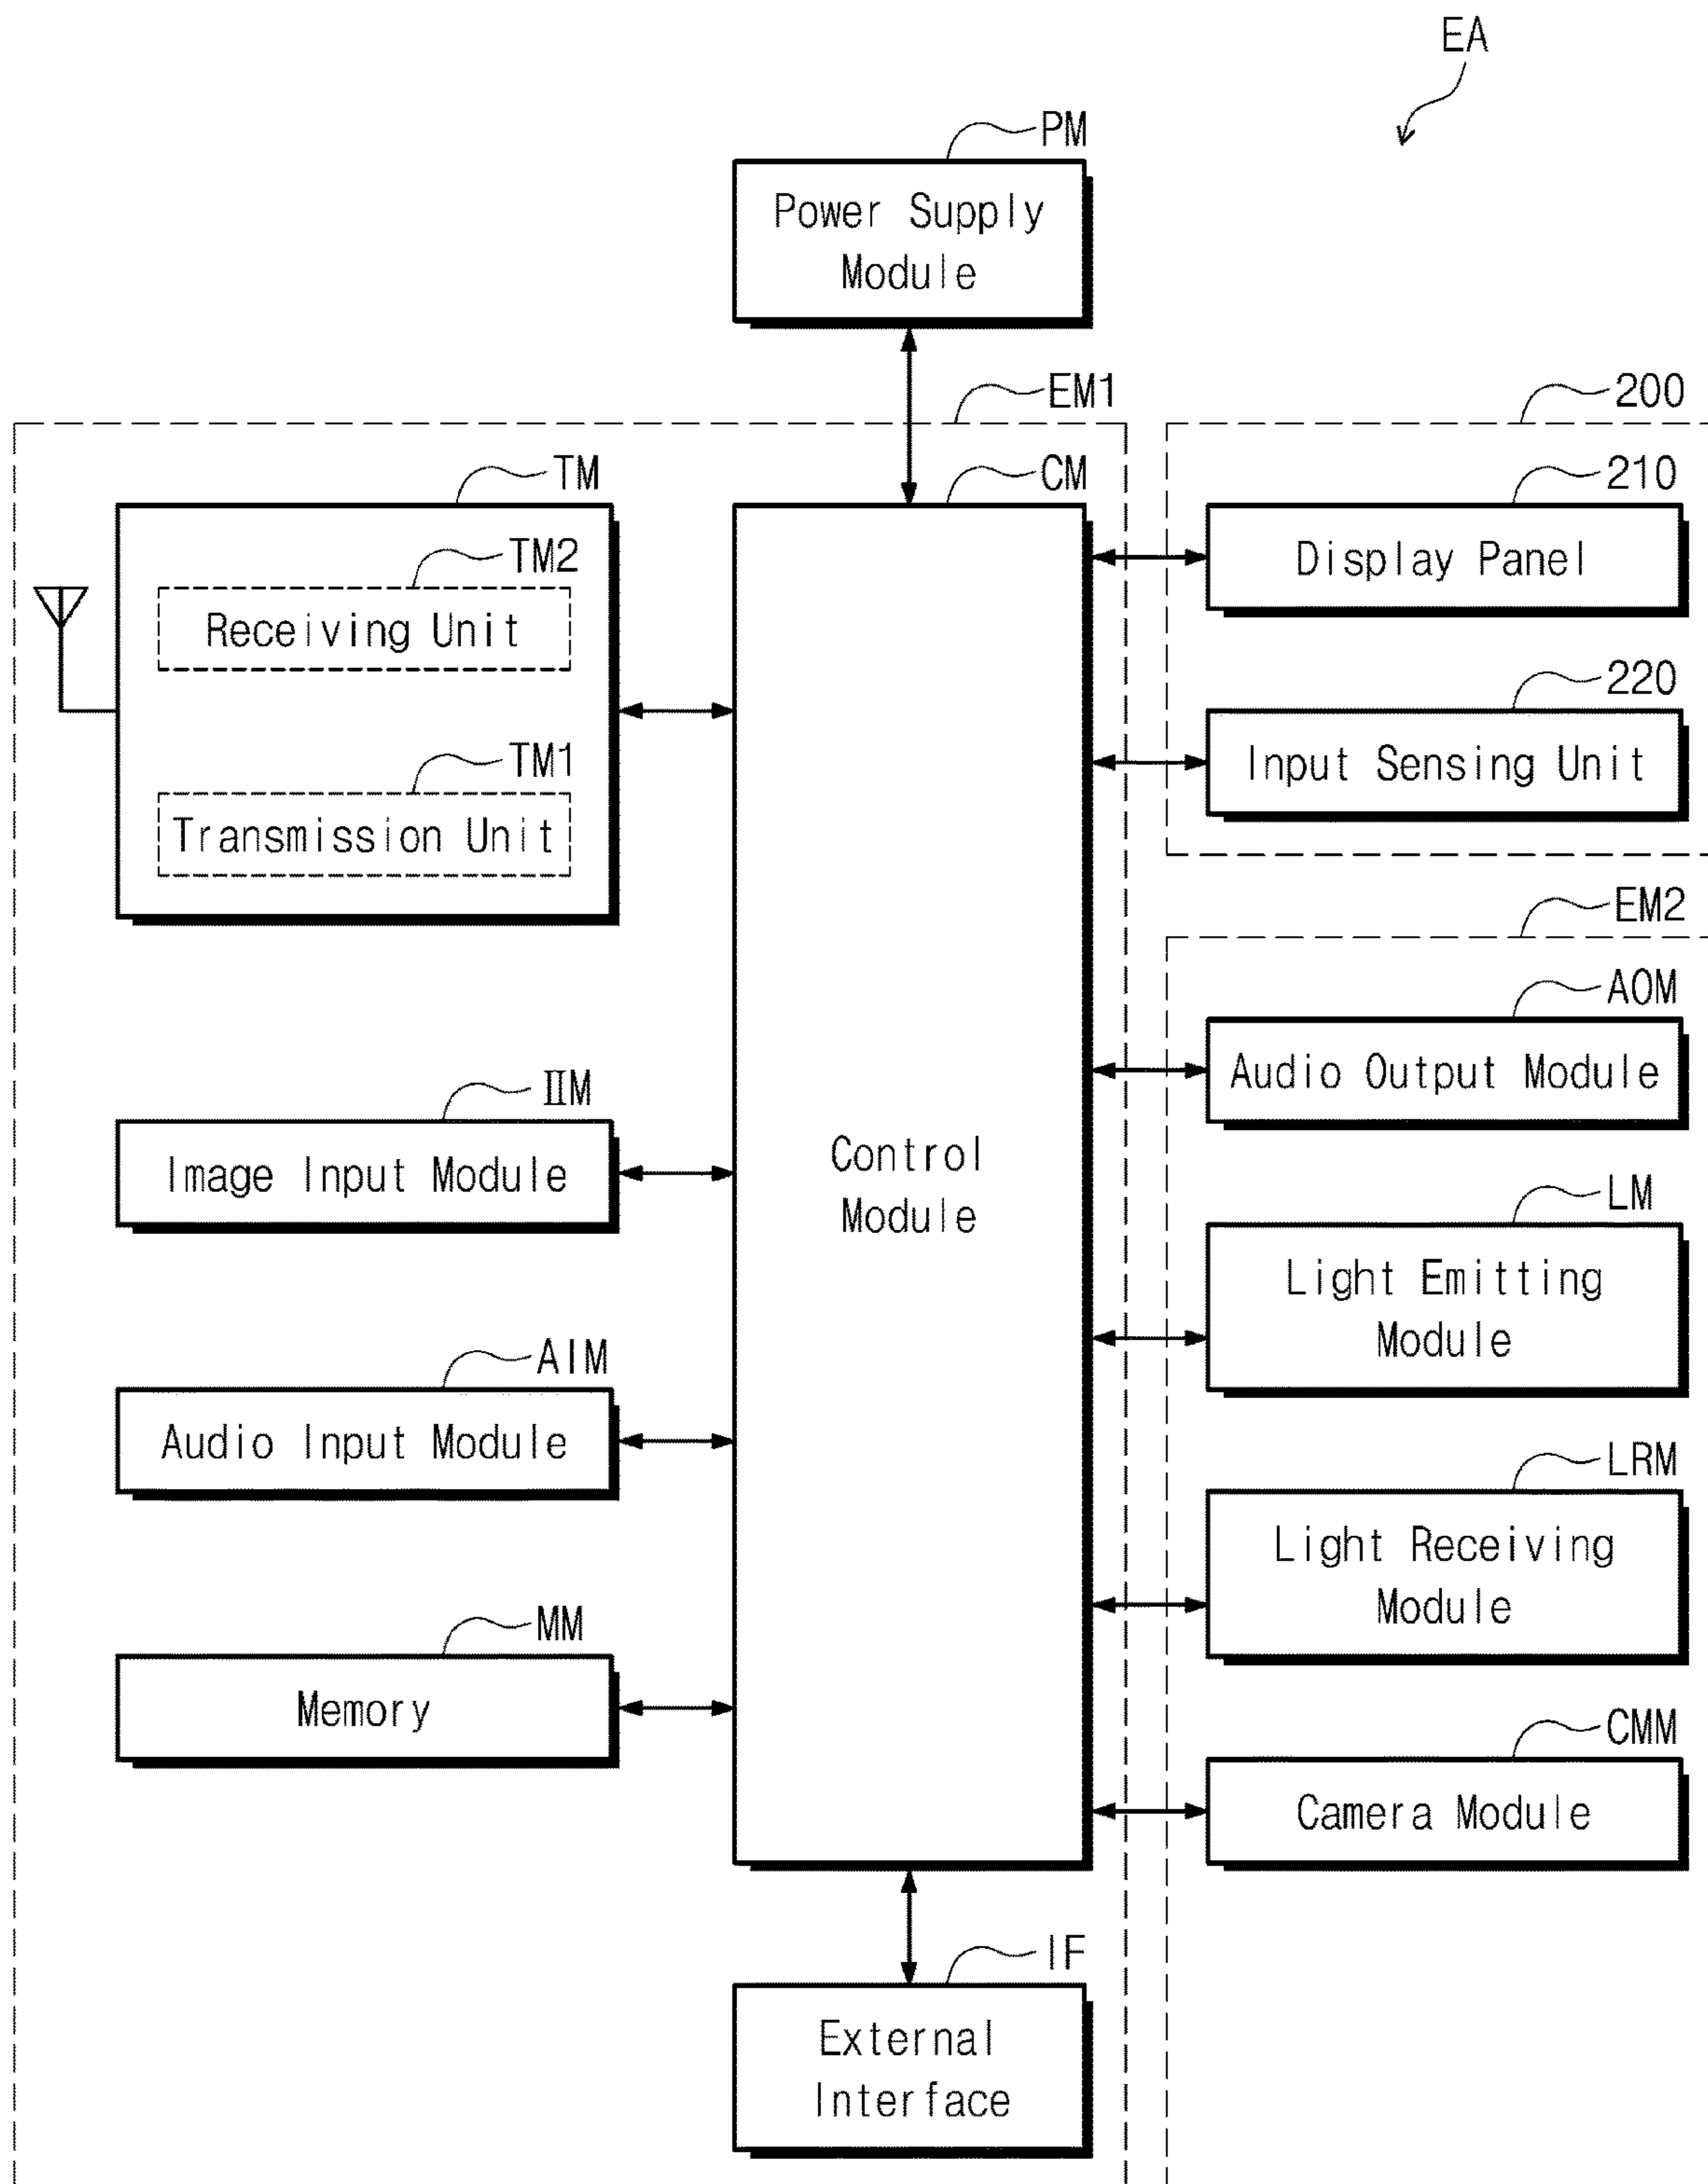 EA
PM
Power Supply
Module
EM1
200
TM
CM
210
TM2
Display Panel
Receiving Unit
220
TM1
Input Sensing Unit
Transmission Unit
EM2
AOM
IIM
Audio Output Module
Image Input Module
Control
Module
LM
Light Emitting
Module
AIM
Audio Input Module
LRM
Light Receiving
Module
MM
Memory
CMM
Camera Module
IF
External
Interface